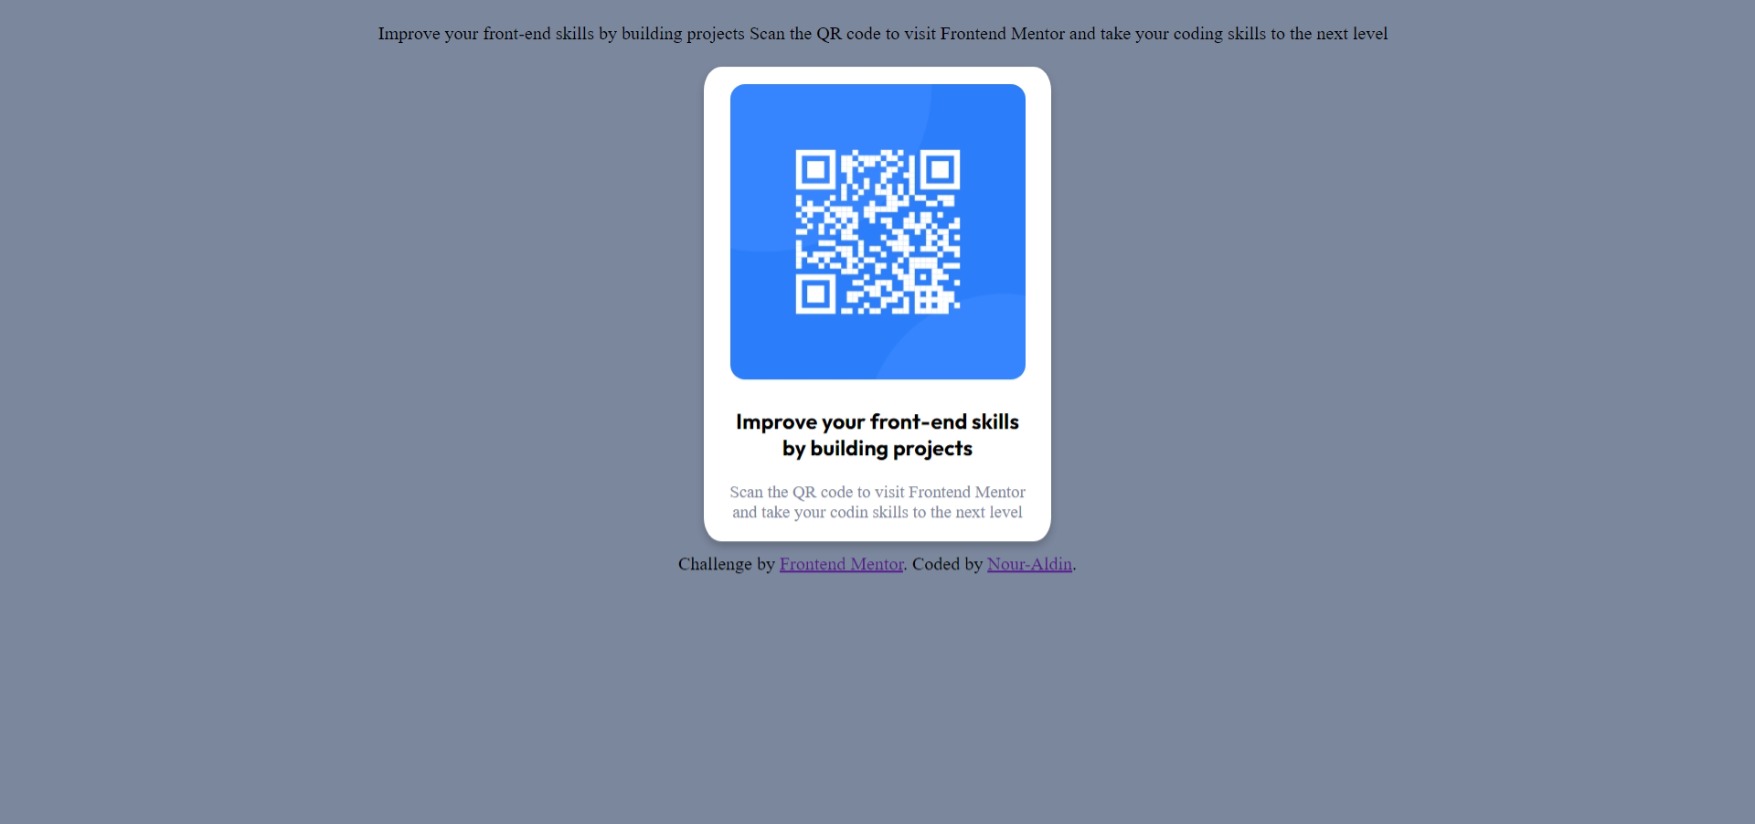 Improve your front-end skills by building projects Scan the QR code to visit Frontend Mentor and take your coding skills to the next level
Improve your front-end skills
by building projects
Scan the QR code to visit Frontend Mentor
and take your codin skills to the next level
Challenge by Frontend Mentor. Coded by Nour-Aldin.